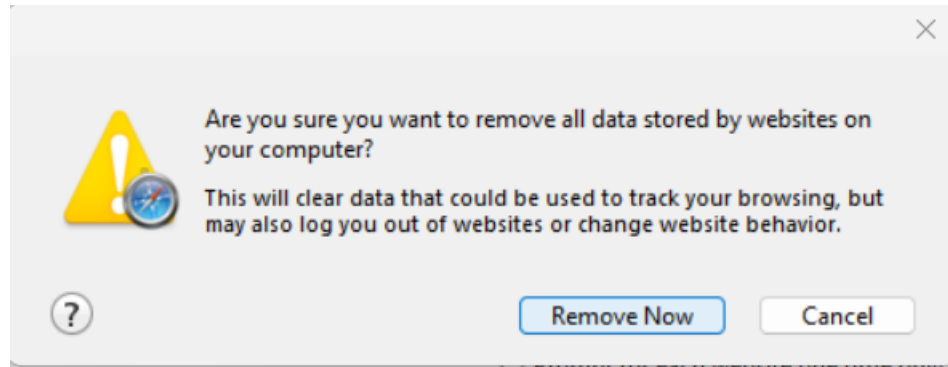 Are you sure you want to remove all data stored by websites on
your computer?
This will clear data that could be used to track your browsing, but
may also log you out of websites or change website behavior.
?
Remove Now
Cancel